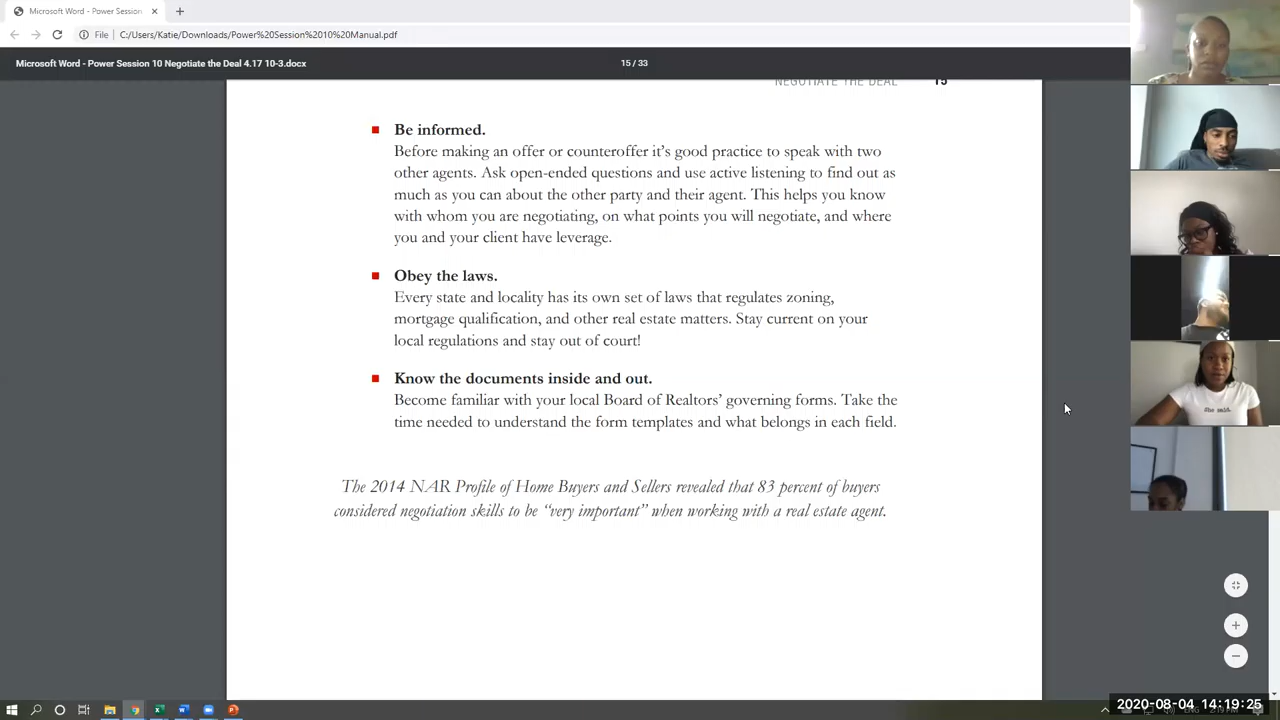 Microsoft Word - Power Session
File
C:/Users/Katie/Downloads/Power%20Session%2010%20Manual.pdf
Microsoft Word - Power Session 10 Negotiate the Deal 4.17 10-3.docx
15 / 33
NEGOTIATE THE DEAL 15
Be informed.
Before making an offer or counteroffer it’s good practice to speak with two
other agents. Ask open-ended questions and use active listening to find out as
much as you can about the other party and their agent. This helps you know
with whom you are negotiating, on what points you will negotiate, and where
you and your client have leverage.
Obey the laws.
Every state and locality has its own set of laws that regulates zoning,
mortgage qualification, and other real estate matters. Stay current on your
local regulations and stay out of court!
Know the documents inside and out.
Become familiar with your local Board of Realtors’ governing forms. Take the
time needed to understand the form templates and what belongs in each field.
The 2014 NAR Profile of Home Buyers and Sellers revealed that 83 percent of buyers
considered negotiation skills to be “very important” when working with a real estate agent.
She said.
2020-08-04 14:19:25